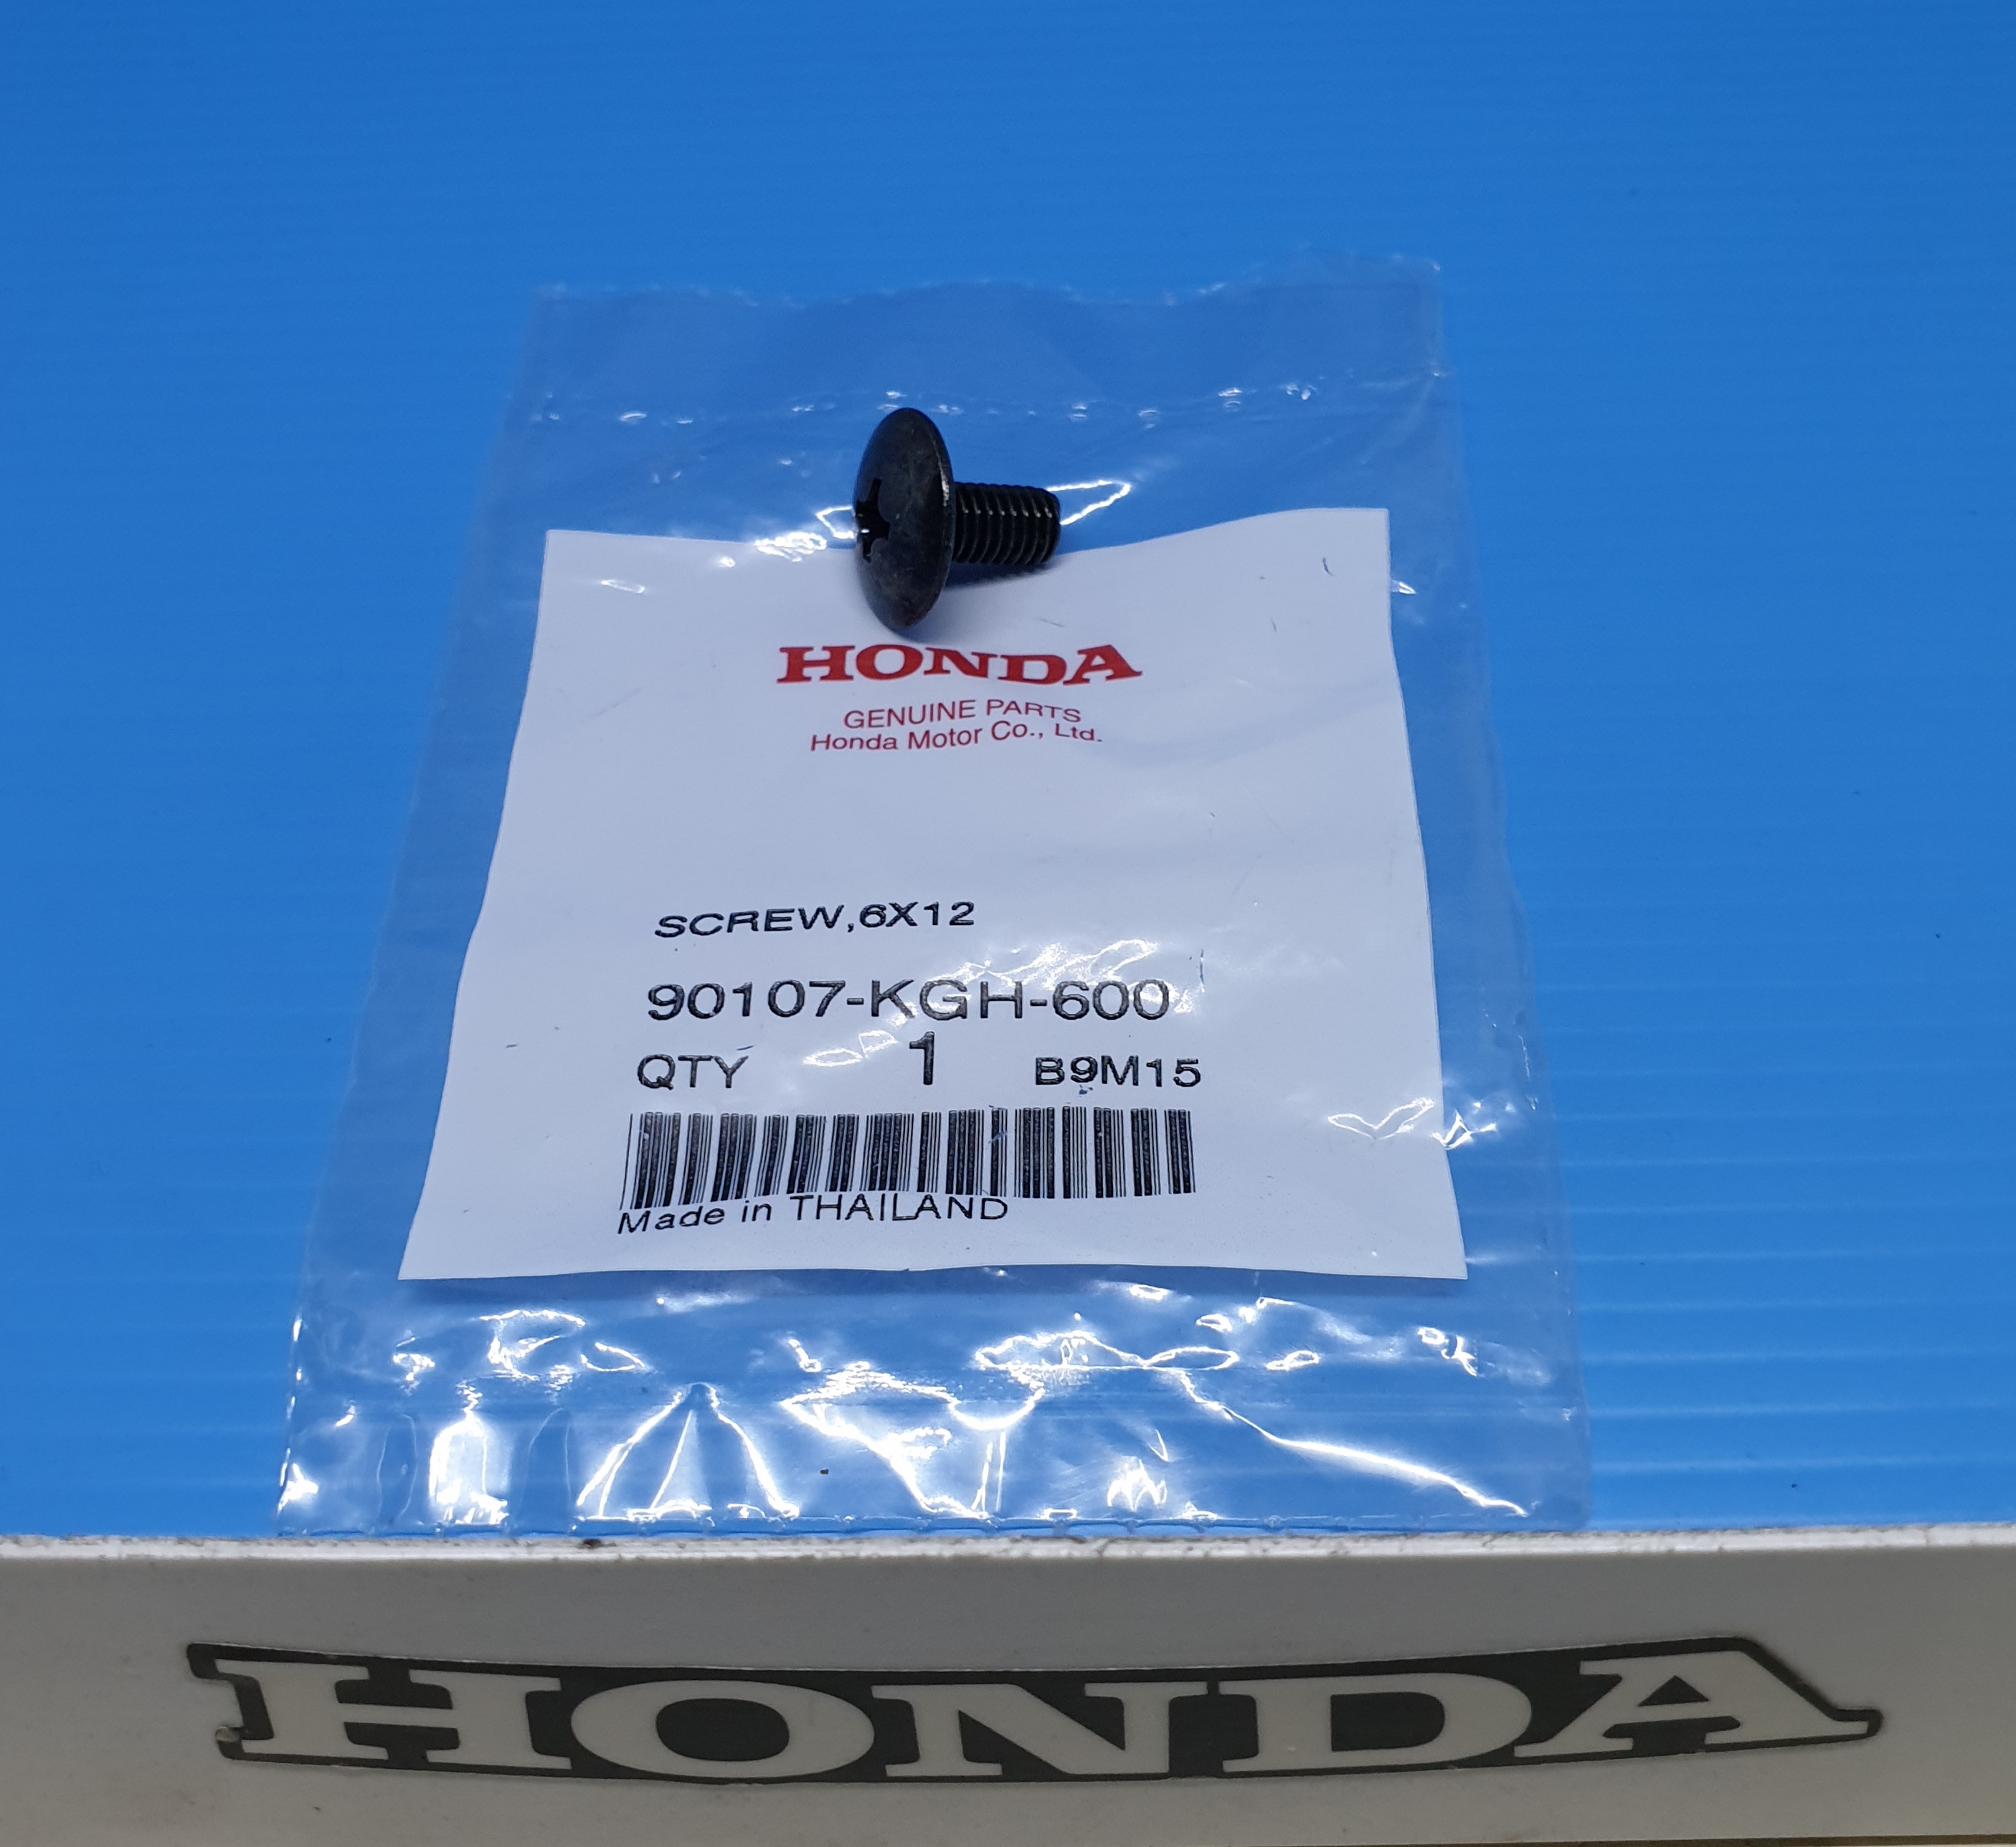 HONDA
GENUINE PARTS
Honda Motor Co., Ltd.
SCREW,6X12
90107-KGH-600
QTY 1 B9M15
Made in THAILAND
HONDA